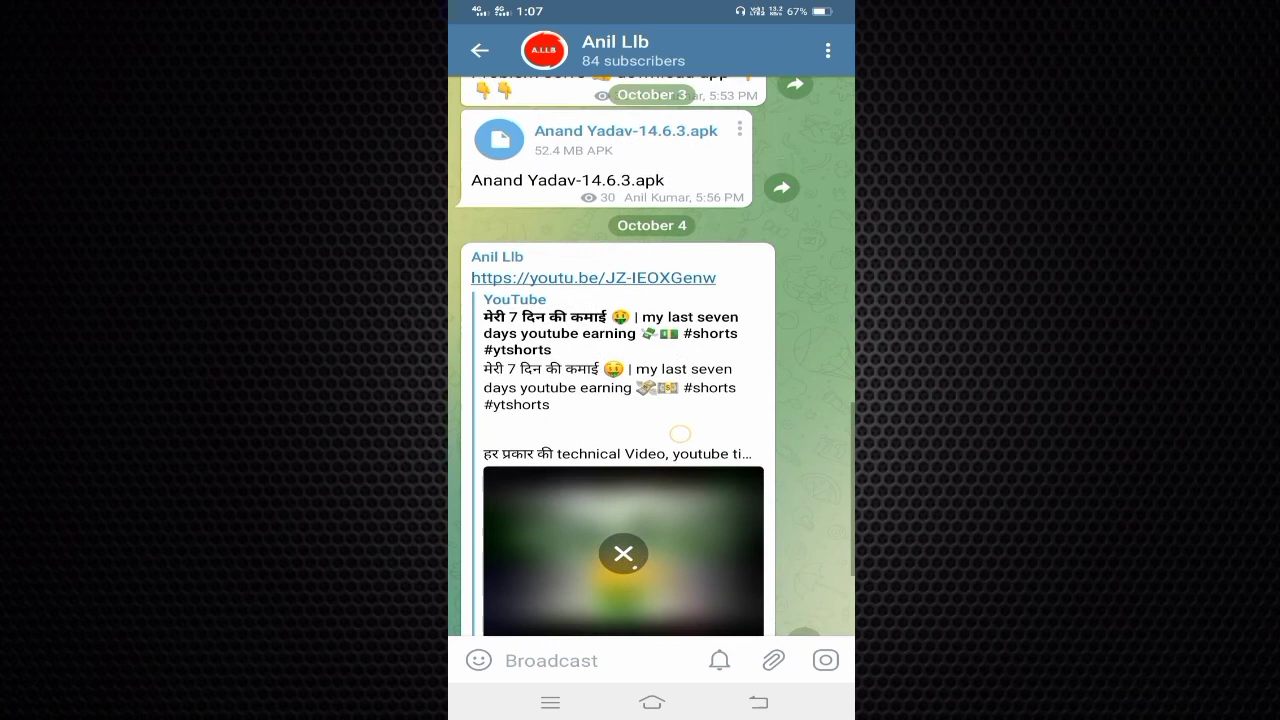 4G 4G 1:07 67%
A.LLB
Anil Llb
84 subscribers
October 3
5:53 PM
Anand Yadav-14.6.3.apk
52.4 MB APK
Anand Yadav-14.6.3.apk
30 Anil Kumar, 5:56 PM
October 4
Anil Llb
https://youtu.be/JZ-IEOXGenw
YouTube
मेरी 7 दिन की कमाई 🤑 | my last seven
days youtube earning 💸💵 #shorts
#ytshorts
मेरी 7 दिन की कमाई 🤑 | my last seven
days youtube earning 💸💵 #shorts
#ytshorts
हर प्रकार की technical Video, youtube ti...
Broadcast